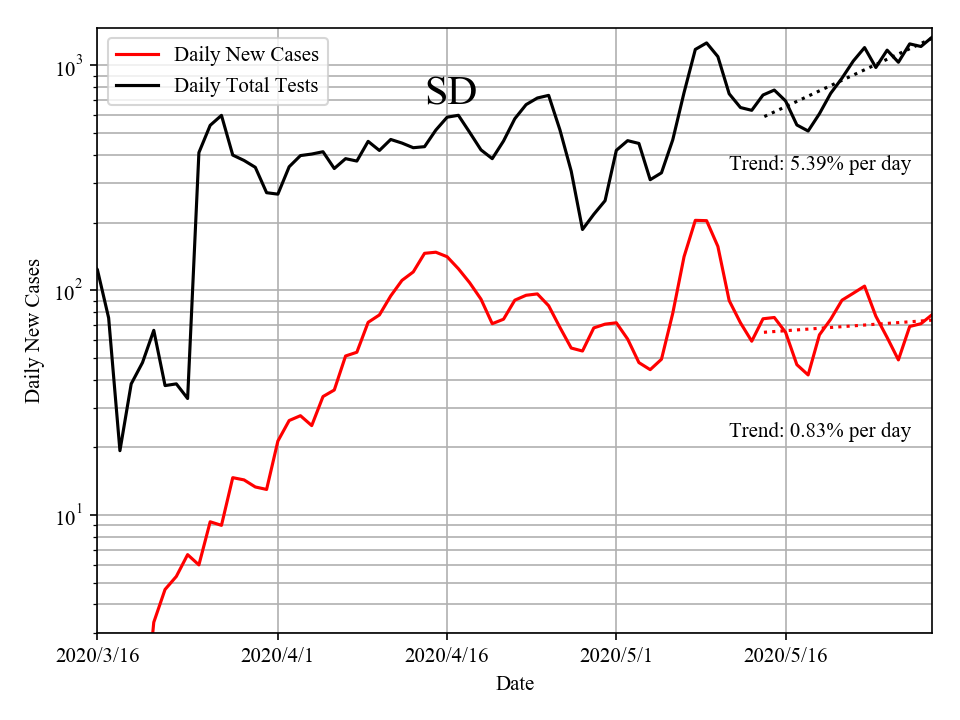 Daily New Cases
Daily Total Tests
SD
Trend: 5.39% per day
Trend: 0.83% per day
10³
10²
10¹
Daily New Cases
2020/3/16 2020/4/1 2020/4/16 2020/5/1 2020/5/16
Date